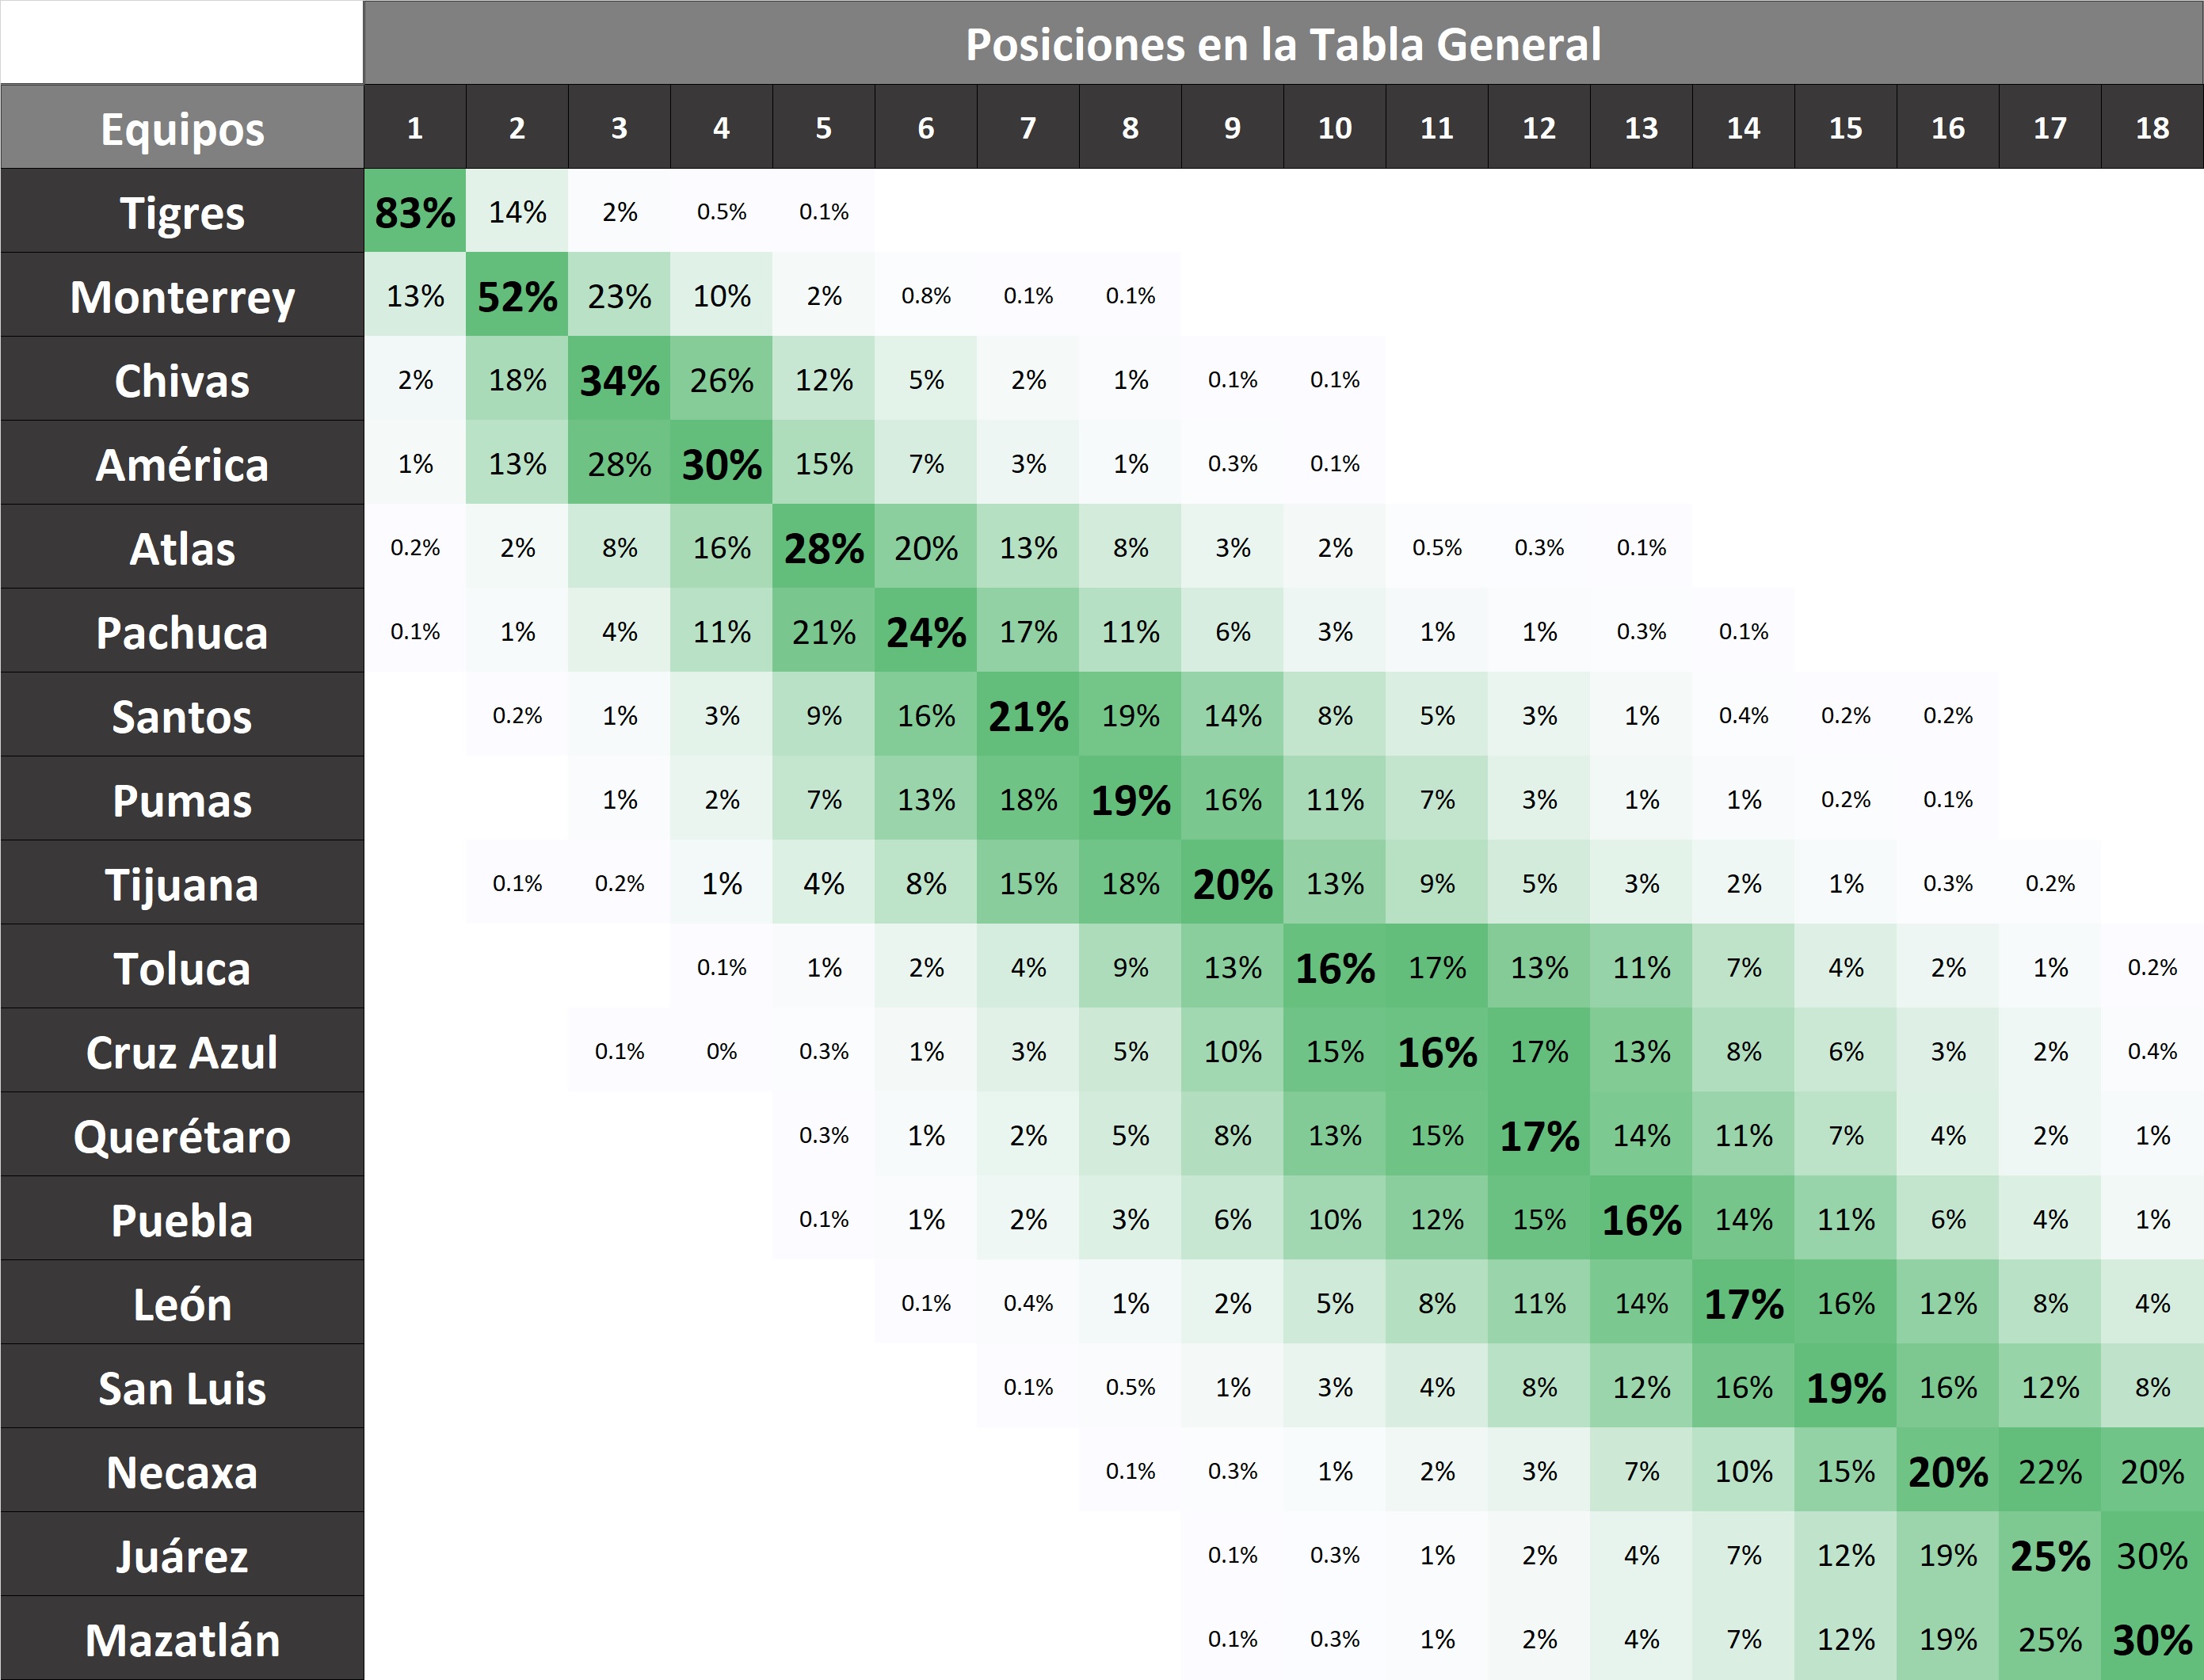 Posiciones en la Tabla General
Equipos 1 2 3 4 5 6 7 8 9 10 11 12 13 14 15 16 17 18
Tigres 83% 14% 2% 0.5% 0.1%
Monterrey 13% 52% 23% 10% 2% 0.8% 0.1% 0.1%
Chivas 2% 18% 34% 26% 12% 5% 2% 1% 0.1% 0.1%
América 1% 13% 28% 30% 15% 7% 3% 1% 0.3% 0.1%
Atlas 0.2% 2% 8% 16% 28% 20% 13% 8% 3% 2% 0.5% 0.3% 0.1%
Pachuca 0.1% 1% 4% 11% 21% 24% 17% 11% 6% 3% 1% 1% 0.3% 0.1%
Santos 0.2% 1% 3% 9% 16% 21% 19% 14% 8% 5% 3% 1% 0.4% 0.2% 0.2%
Pumas 1% 2% 7% 13% 18% 19% 16% 11% 7% 3% 1% 1% 0.2% 0.1%
Tijuana 0.1% 0.2% 1% 4% 8% 15% 18% 20% 13% 9% 5% 3% 2% 1% 0.3% 0.2%
Toluca 0.1% 1% 2% 4% 9% 13% 16% 17% 13% 11% 7% 4% 2% 1% 0.2%
Cruz Azul 0.1% 0% 0.3% 1% 3% 5% 10% 15% 16% 17% 13% 8% 6% 3% 2% 0.4%
Querétaro 0.3% 1% 2% 5% 8% 13% 15% 17% 14% 11% 7% 4% 2% 1%
Puebla 0.1% 1% 2% 3% 6% 10% 12% 15% 16% 14% 11% 6% 4% 1%
León 0.1% 0.4% 1% 2% 5% 8% 11% 14% 17% 16% 12% 8% 4%
San Luis 0.1% 0.5% 1% 3% 4% 8% 12% 16% 19% 16% 12% 8%
Necaxa 0.1% 0.3% 1% 2% 3% 7% 10% 15% 20% 22% 20%
Juárez 0.1% 0.3% 1% 2% 4% 7% 12% 19% 25% 30%
Mazatlán 0.1% 0.3% 1% 2% 4% 7% 12% 19% 25% 30%